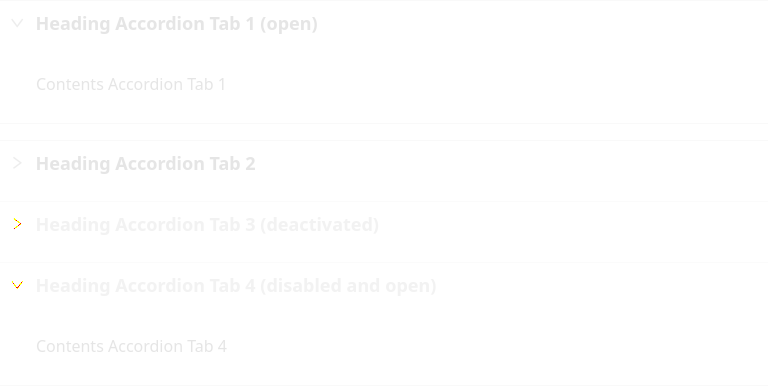 Heading Accordion Tab 1 (open)
Contents Accordion Tab 1
Heading Accordion Tab 2
Heading Accordion Tab 3 (deactivated)
Heading Accordion Tab 4 (disabled and open)
Contents Accordion Tab 4